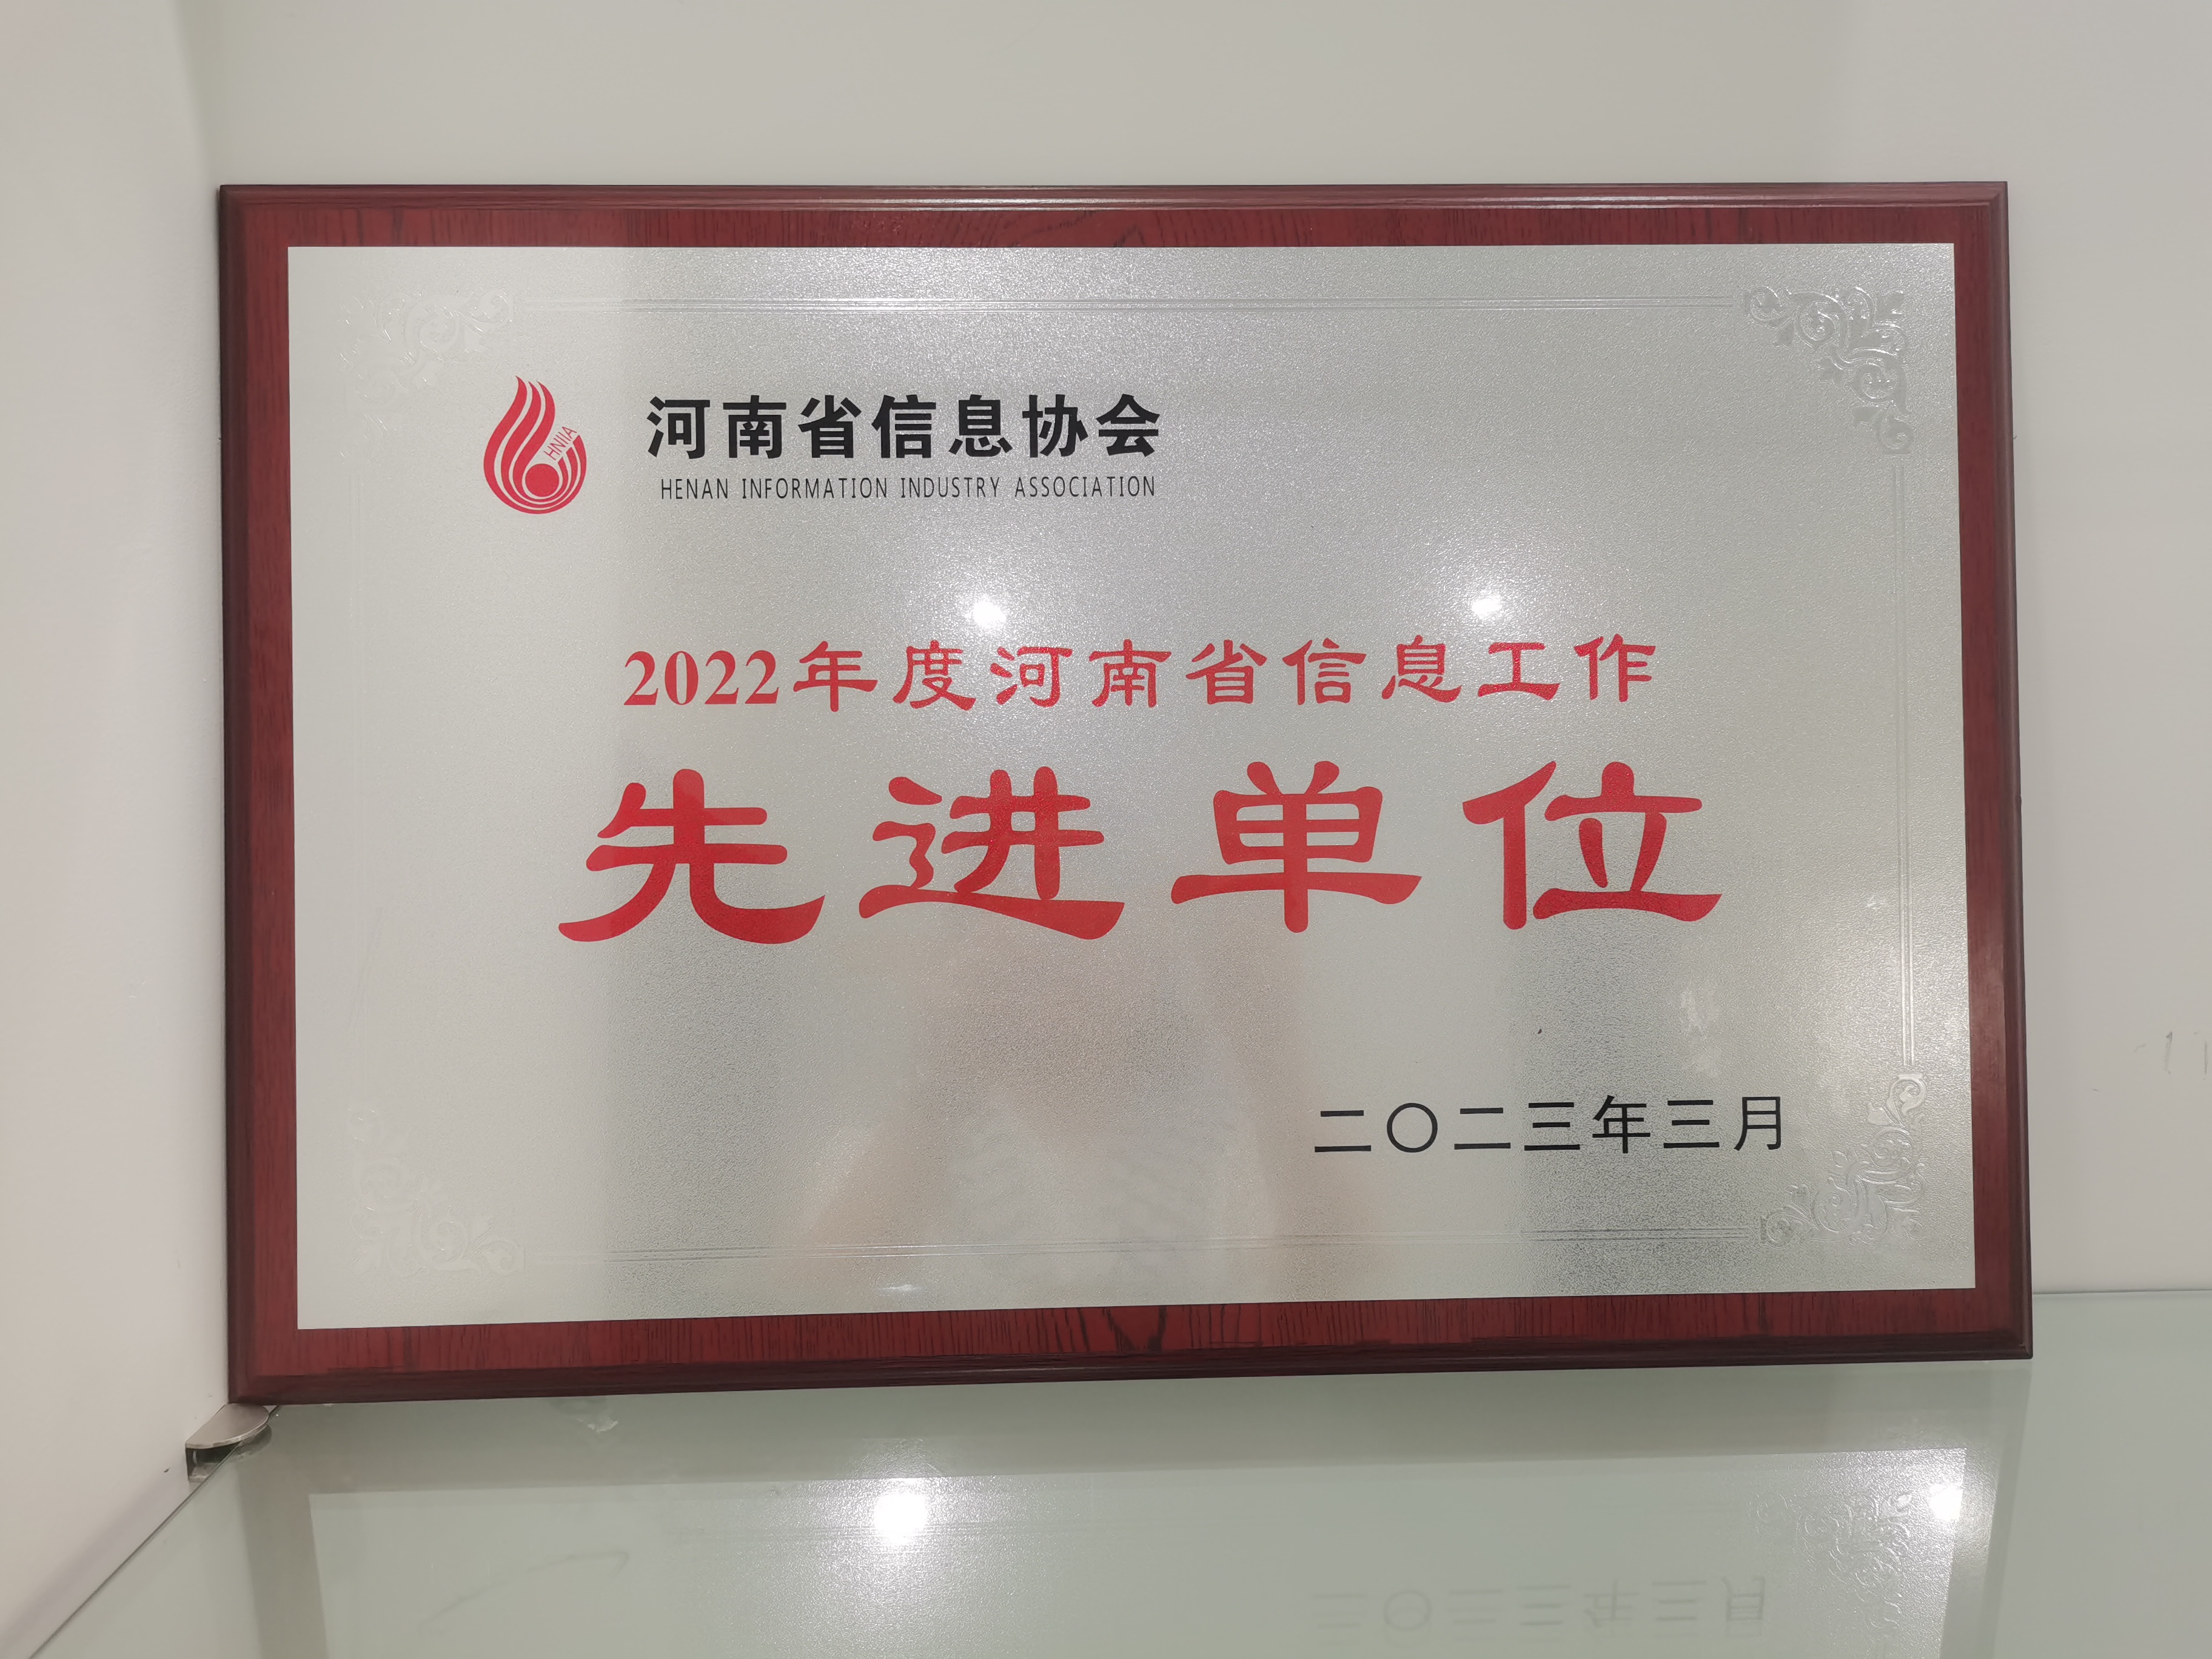 HNIIA
河南省信息协会
HENAN INFORMATION INDUSTRY ASSOCIATION
2022年度河南省信息工作
先进单位
二〇二三年三月